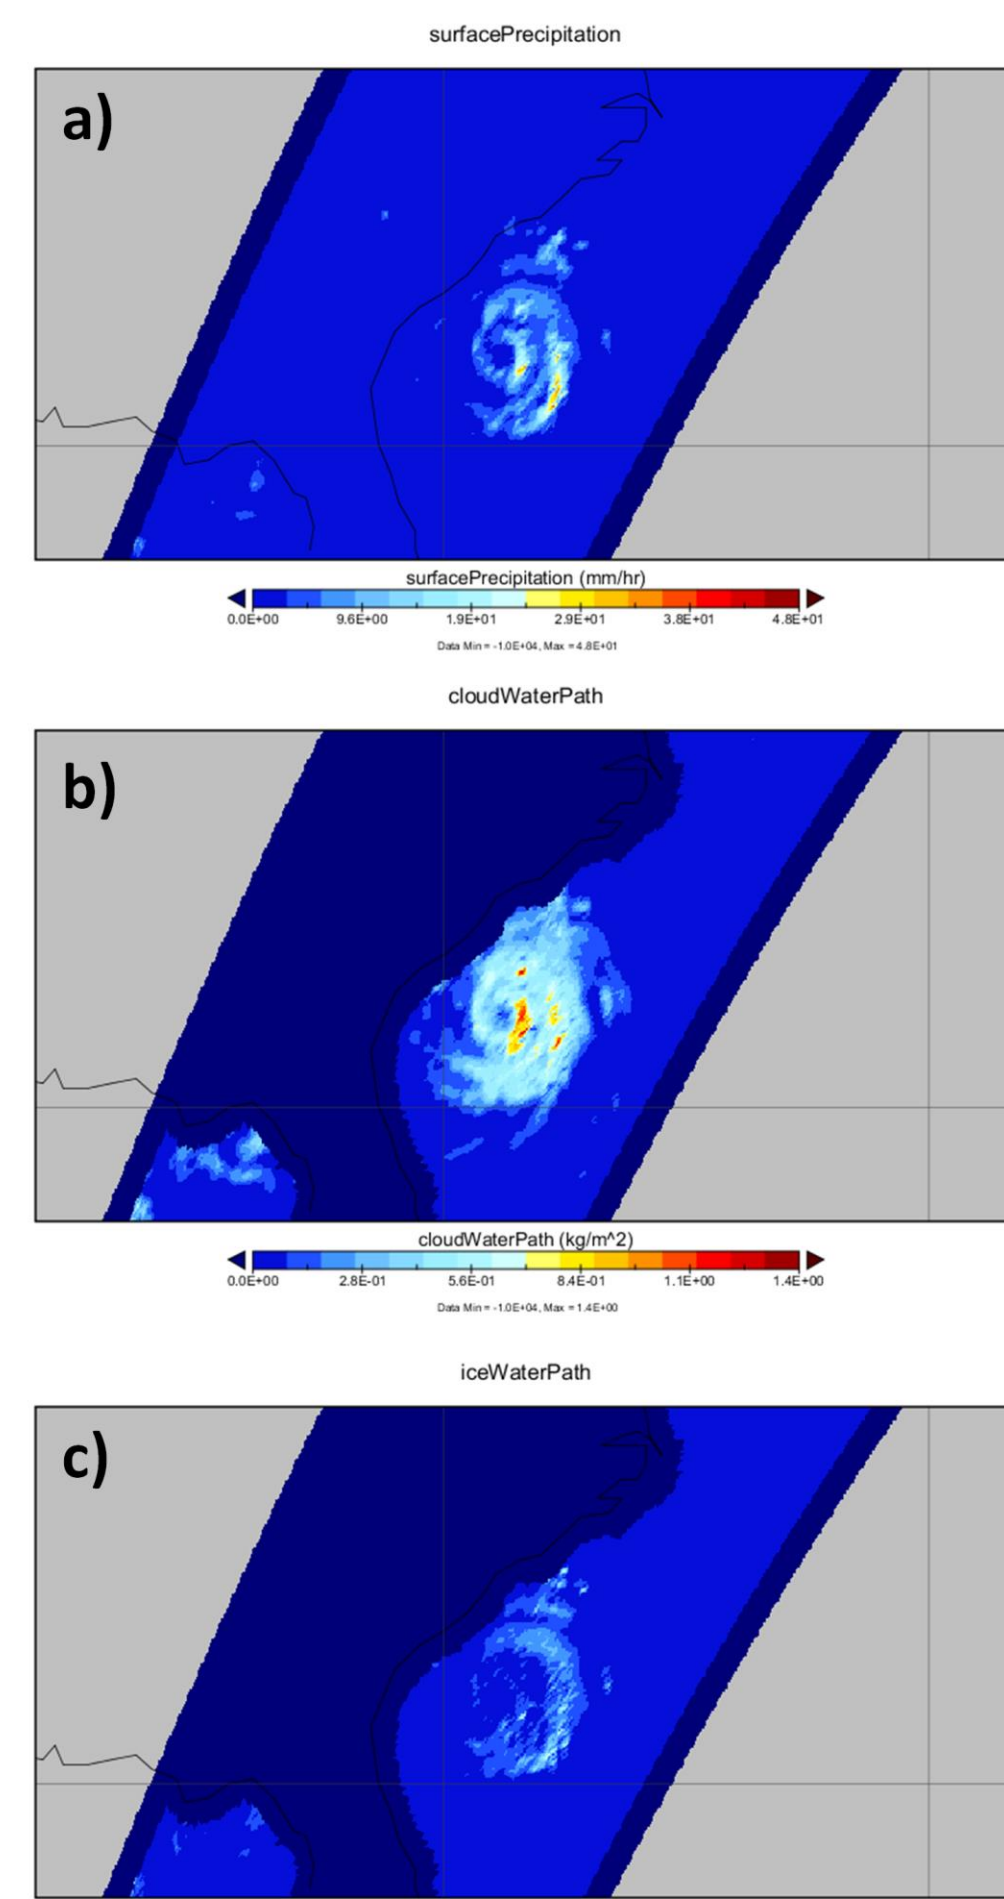 surfacePrecipitation
a)
surfacePrecipitation (mm/hr)
0.0E+00 9.6E+00 1.9E+01 2.9E+01 3.8E+01 4.8E+01
Data Min = -1.0E+04, Max = 4.8E+01
cloudWaterPath
b)
cloudWaterPath (kg/m^2)
0.0E+00 2.8E-01 5.6E-01 8.4E-01 1.1E+00 1.4E+00
Data Min = -1.0E+04, Max = 1.4E+00
iceWaterPath
c)